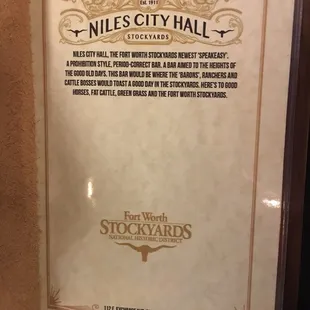 Est. 1911
NILES CITY HALL
STOCKYARDS
NILES CITY HALL, THE FORT WORTH STOCKYARDS NEWEST 'SPEAKEASY'.
A PROHIBITION STYLE, PERIOD-CORRECT BAR. A BAR AIMED TO THE HEIGHTS
OF THE GOOD OLD DAYS. THIS BAR WOULD BE WHERE THE 'BARONS', RANCHERS AND
CATTLE BOSSES WOULD TOAST A GOOD DAY IN THE STOCKYARDS. HERE'S TO GOOD
HORSES, FAT CATTLE, GREEN GRASS AND THE FORT WORTH STOCKYARDS.
Fort Worth
STOCKYARDS
NATIONAL HISTORIC DISTRICT